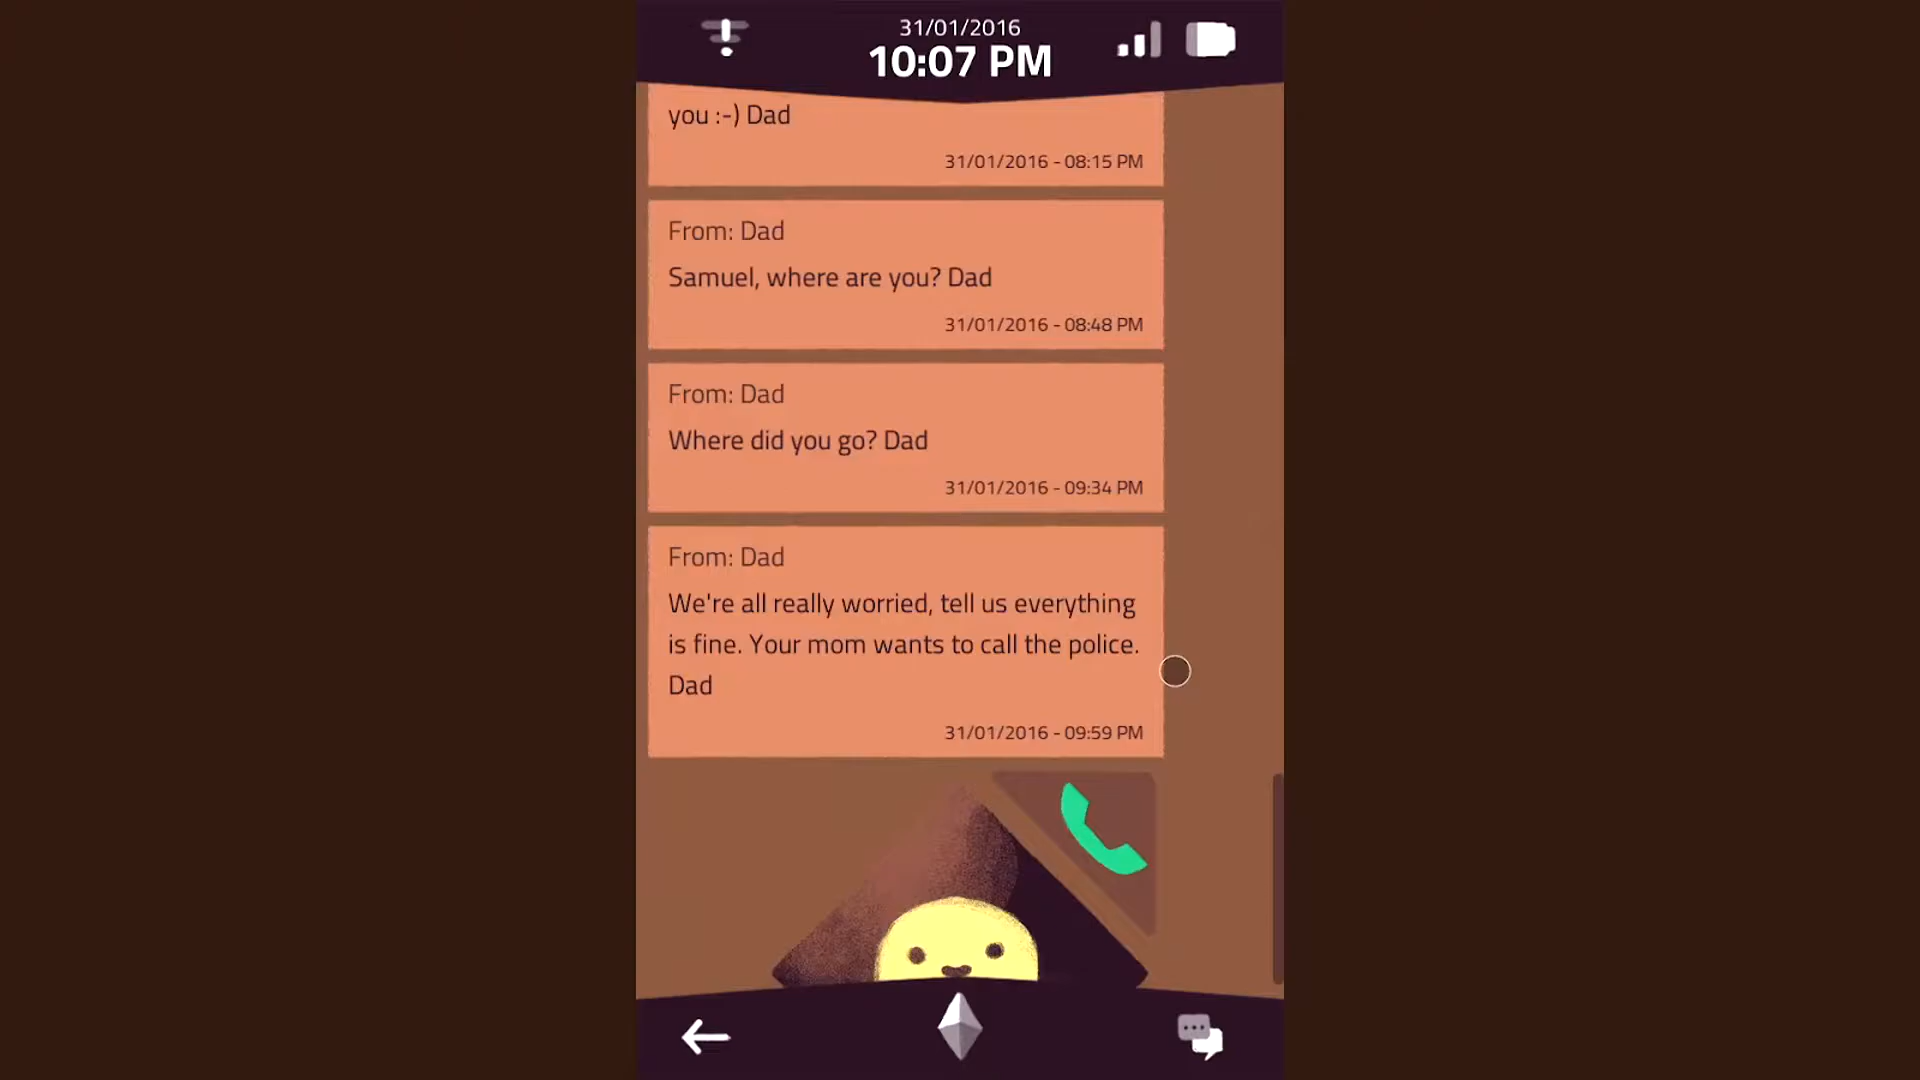 31/01/2016
10:07 PM
you :-) Dad
31/01/2016 - 08:15 PM
From: Dad
Samuel, where are you? Dad
31/01/2016 - 08:48 PM
From: Dad
Where did you go? Dad
31/01/2016 - 09:34 PM
From: Dad
We're all really worried, tell us everything
is fine. Your mom wants to call the police.
Dad
31/01/2016 - 09:59 PM